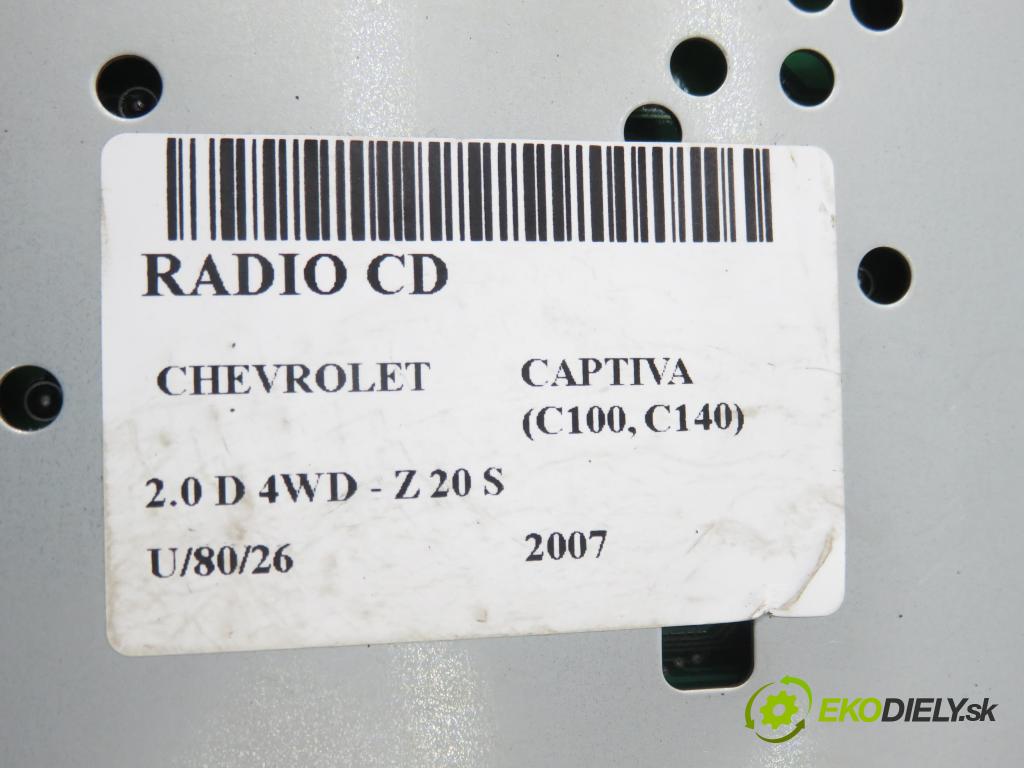 RADIO CD
CHEVROLET CAPTIVA
(C100, C140)
2.0 D 4WD - Z 20 S
U/80/26 2007
EKODIELY.sk